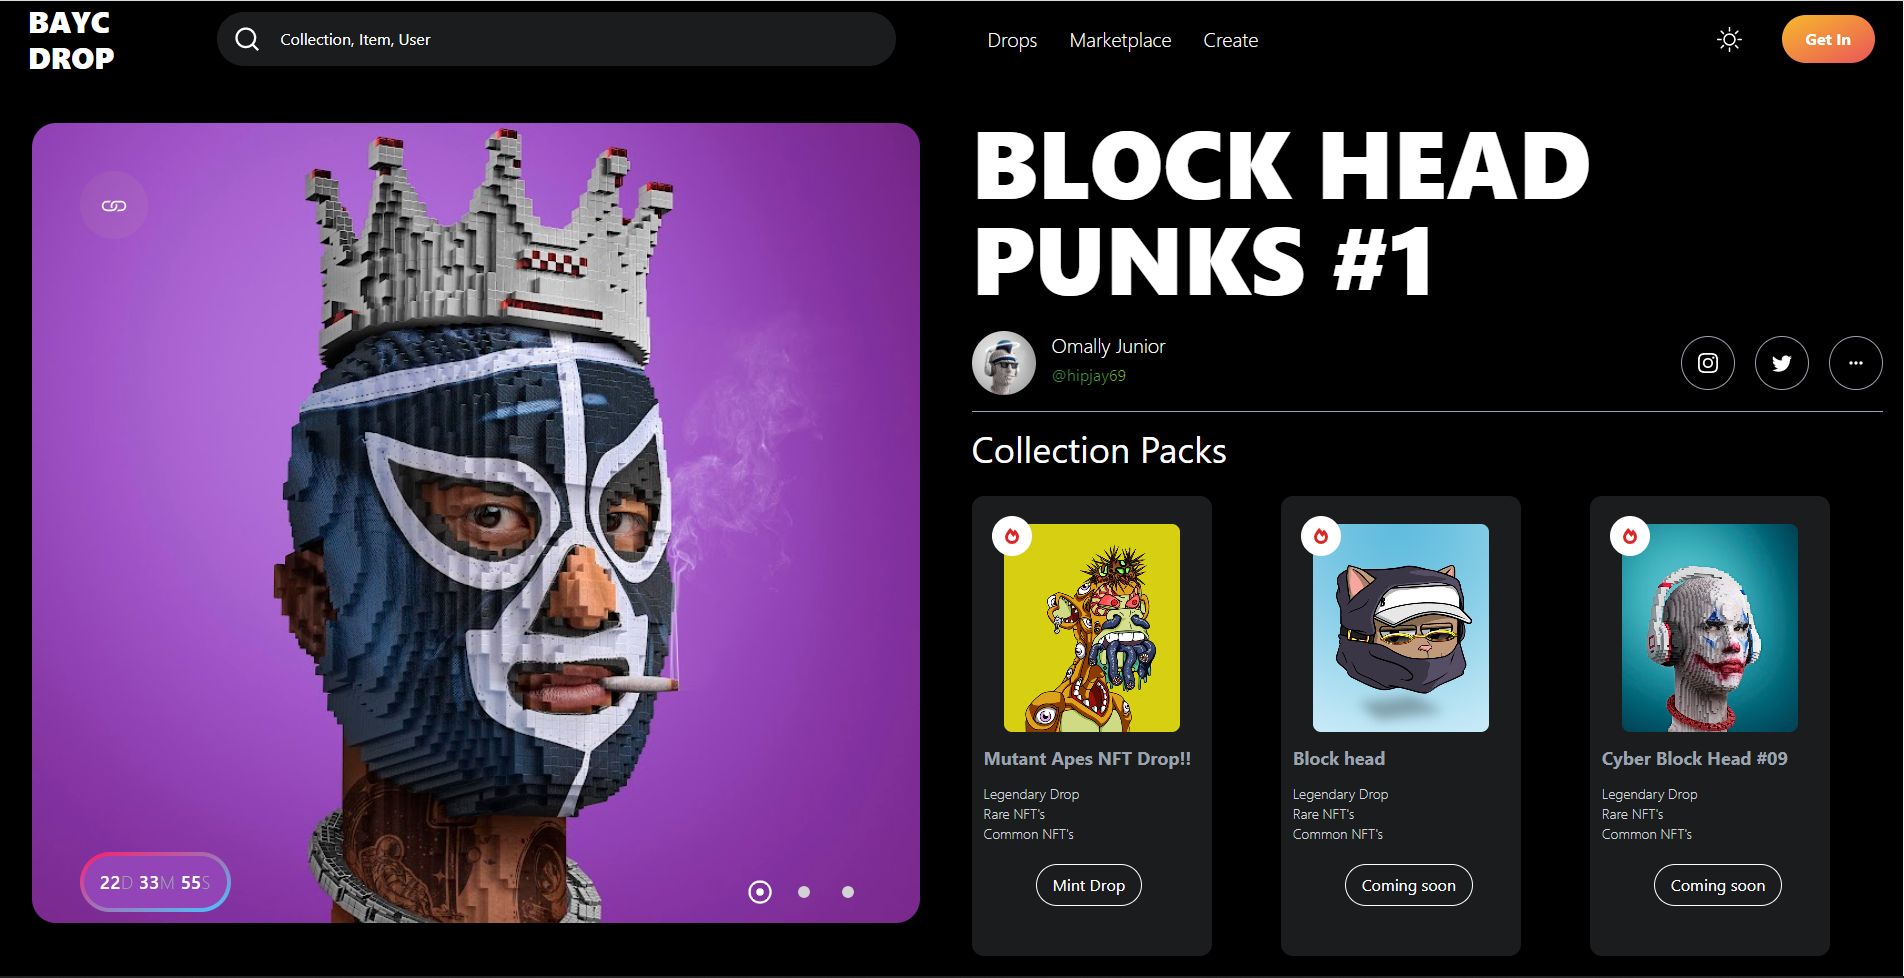 BAYC
DROP
Collection, Item, User
Drops
Marketplace
Create
Get In
BLOCK HEAD
PUNKS #1
Omally Junior
@hipjay69
Collection Packs
Mutant Apes NFT Drop!!
Legendary Drop
Rare NFT's
Common NFT's
Mint Drop
Block head
Legendary Drop
Rare NFT's
Common NFT's
Coming soon
Cyber Block Head #09
Legendary Drop
Rare NFT's
Common NFT's
Coming soon
22D 33M 55S